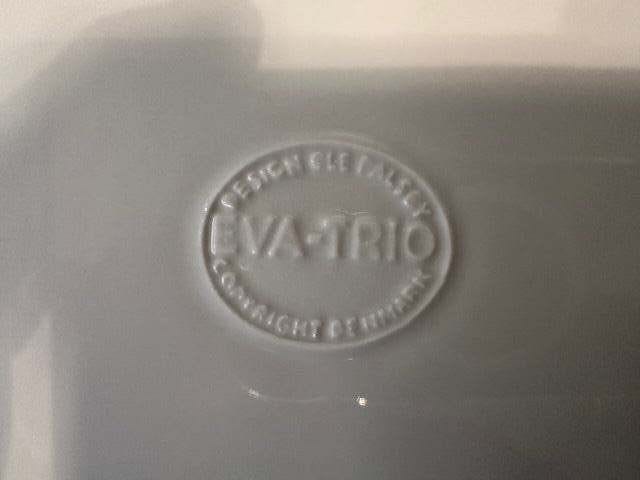 DESIGN OLE PALSBY
EVA-TRIO
COPYRIGHT DENMARK